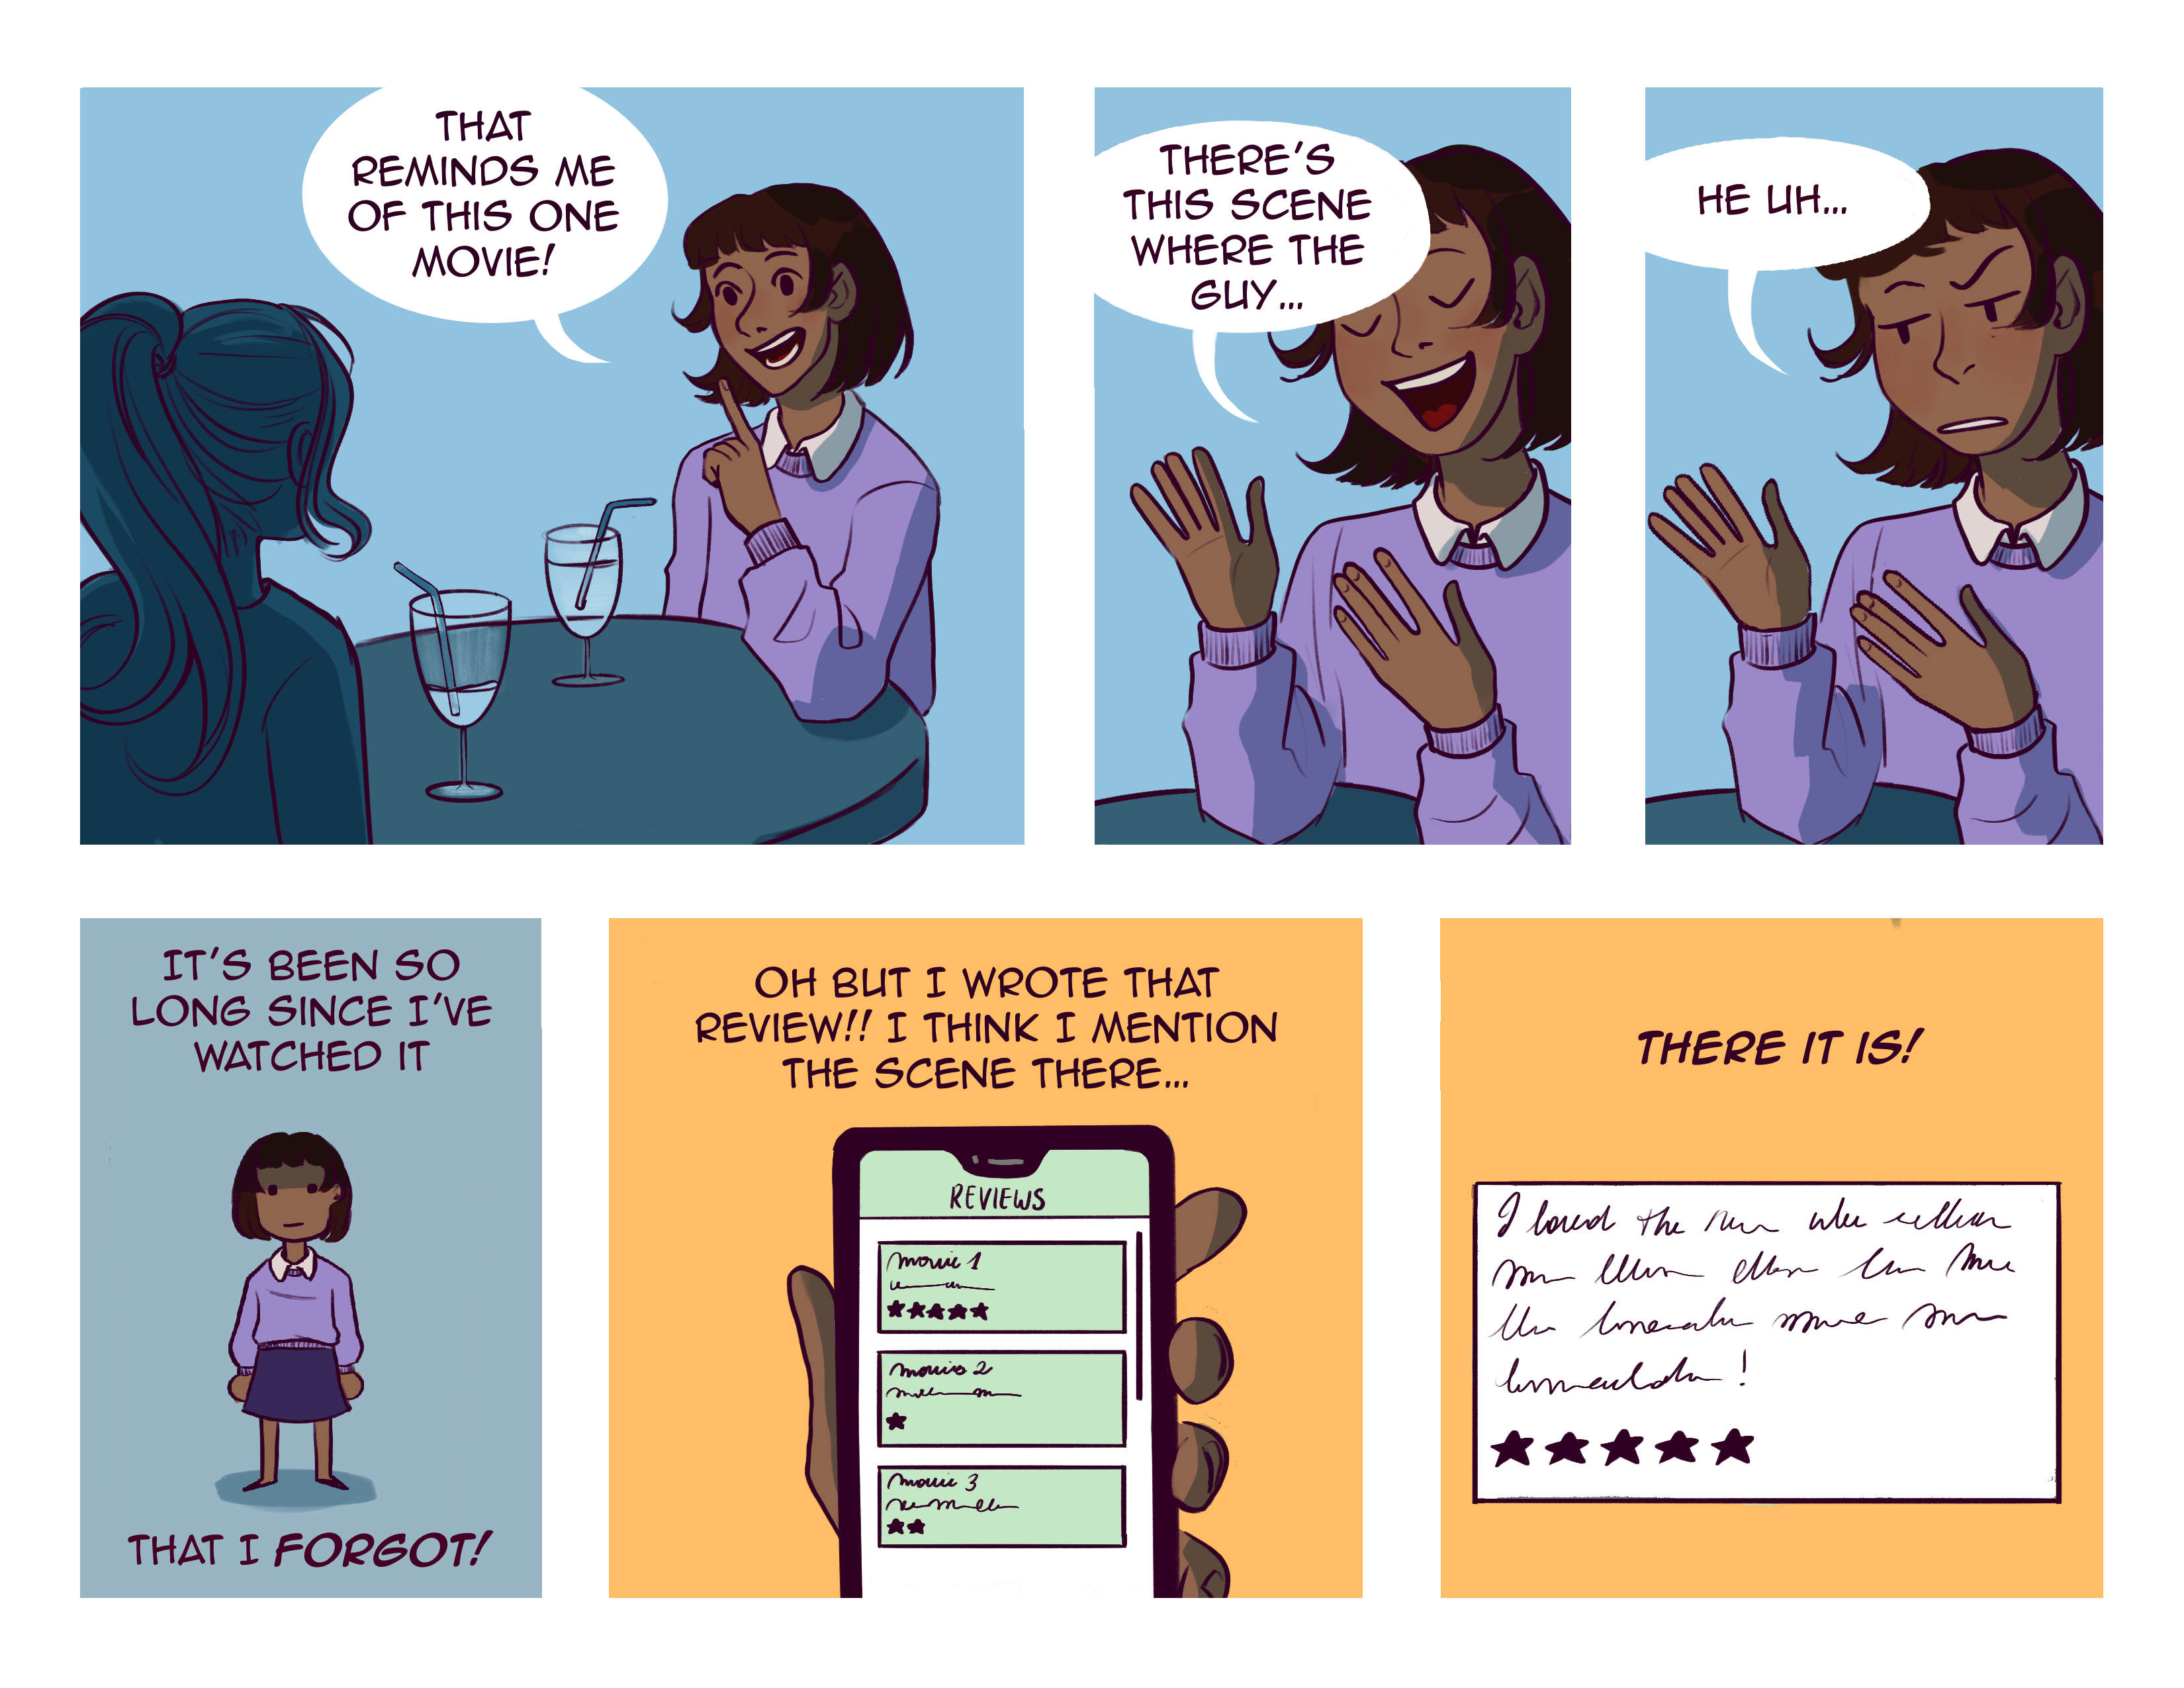 THAT
REMINDS ME
OF THIS ONE
MOVIE!
THERE'S
THIS SCENE
WHERE THE
GUY...
HE UH...
IT'S BEEN SO
LONG SINCE I'VE
WATCHED IT
THAT I FORGOT!
OH BUT I WROTE THAT
REVIEW!! I THINK I MENTION
THE SCENE THERE...
REVIEWS
movie 1
movie 2
movie 3
THERE IT IS!
I loved the